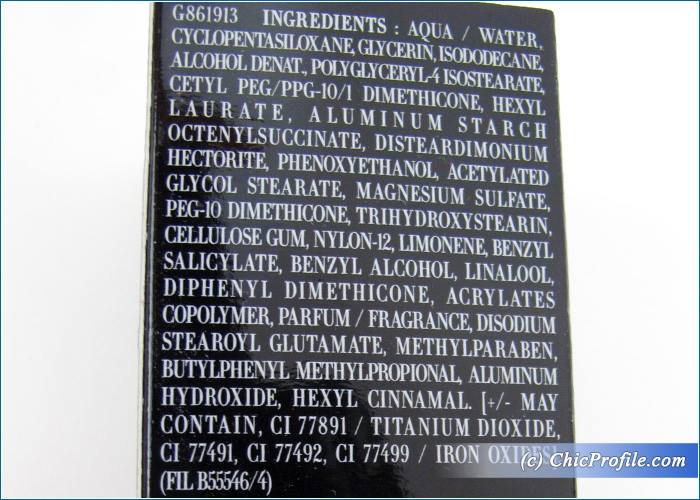 G861913 INGREDIENTS : AQUA / WATER,
CYCLOPENTASILOXANE, GLYCERIN, ISODODECANE,
ALCOHOL DENAT., POLYGLYCERYL-4 ISOSTEARATE,
CETYL PEG/PPG-10/1 DIMETHICONE, HEXYL
LAURATE, ALUMINUM STARCH
OCTENYLSUCCINATE, DISTEARDIMONIUM
HECTORITE, PHENOXYETHANOL, ACETYLATED
GLYCOL STEARATE, MAGNESIUM SULFATE,
PEG-10 DIMETHICONE, TRIHYDROXYSTEARIN,
CELLULOSE GUM, NYLON-12, LIMONENE, BENZYL
SALICYLATE, BENZYL ALCOHOL, LINALOOL,
DIPHENYL DIMETHICONE, ACRYLATES
COPOLYMER, PARFUM / FRAGRANCE, DISODIUM
STEAROYL GLUTAMATE, METHYLPARABEN,
BUTYLPHENYL METHYLPROPIONAL, ALUMINUM
HYDROXIDE, HEXYL CINNAMAL. [+/- MAY
CONTAIN, CI 77891 / TITANIUM DIOXIDE,
CI 77491, CI 77492, CI 77499 / IRON OXIDES]
(FIL B55546/4)
(c) ChicProfile.com